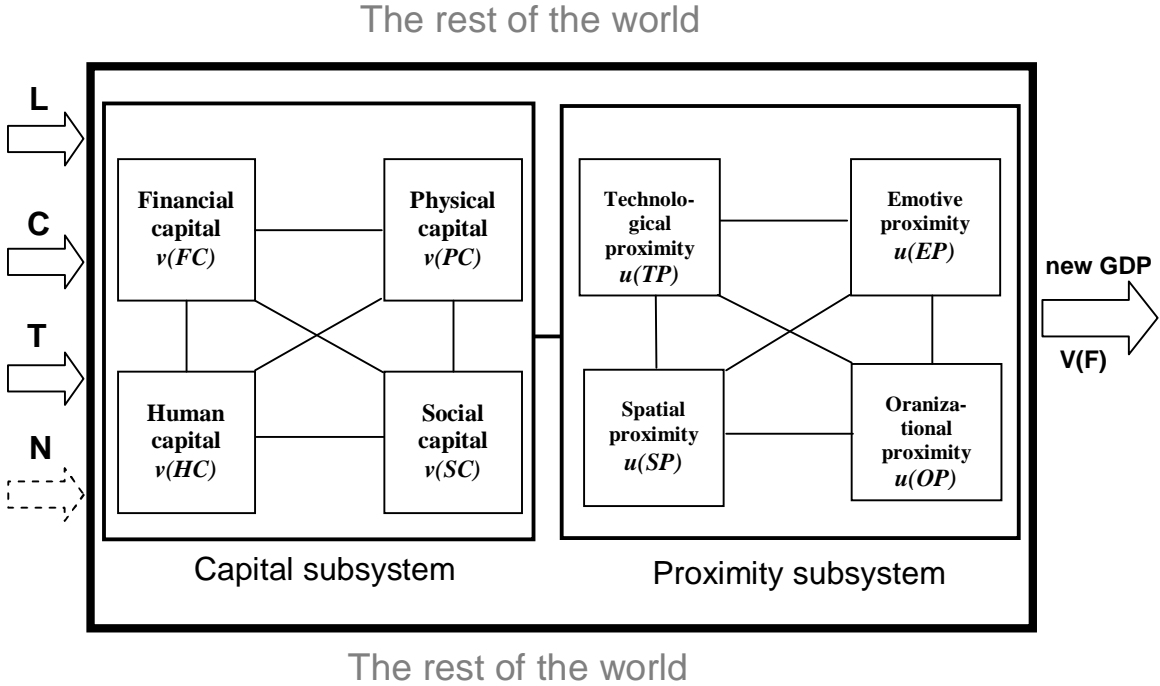 The rest of the world
L
C
T
N
Financial
capital
v(FC)
Physical
capital
v(PC)
Human
capital
v(HC)
Social
capital
v(SC)
Capital subsystem
Technolo-
gical
proximity
u(TP)
Emotive
proximity
u(EP)
Spatial
proximity
u(SP)
Oraniza-
tional
proximity
u(OP)
Proximity subsystem
new GDP
V(F)
The rest of the world